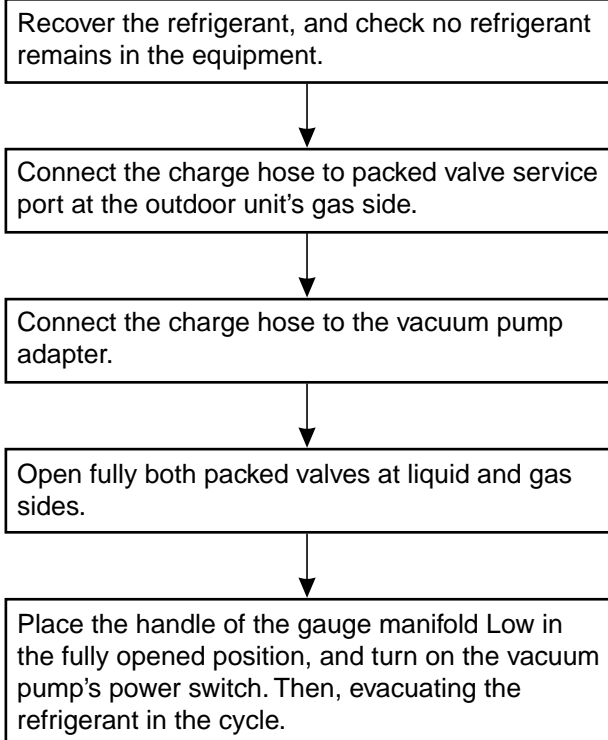 Recover the refrigerant, and check no refrigerant
remains in the equipment.
Connect the charge hose to packed valve service
port at the outdoor unit's gas side.
Connect the charge hose to the vacuum pump
adapter.
Open fully both packed valves at liquid and gas
sides.
Place the handle of the gauge manifold Low in
the fully opened position, and turn on the vacuum
pump's power switch. Then, evacuating the
refrigerant in the cycle.